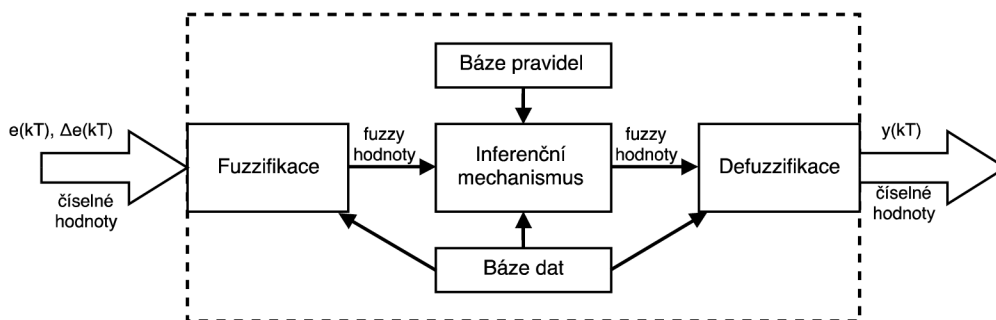 Báze pravidel
e(kT), Δe(kT)
číselné
hodnoty
Fuzzifikace
fuzzy
hodnoty
Inferenční
mechanismus
fuzzy
hodnoty
Defuzzifikace
y(kT)
číselné
hodnoty
Báze dat